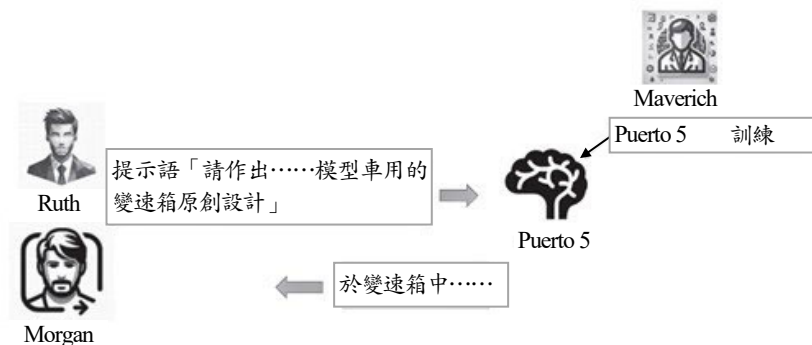 Maverich
Puerto 5 訓練
Ruth
提示語「請作出……模型車用的
變速箱原創設計」
Puerto 5
於變速箱中……
Morgan